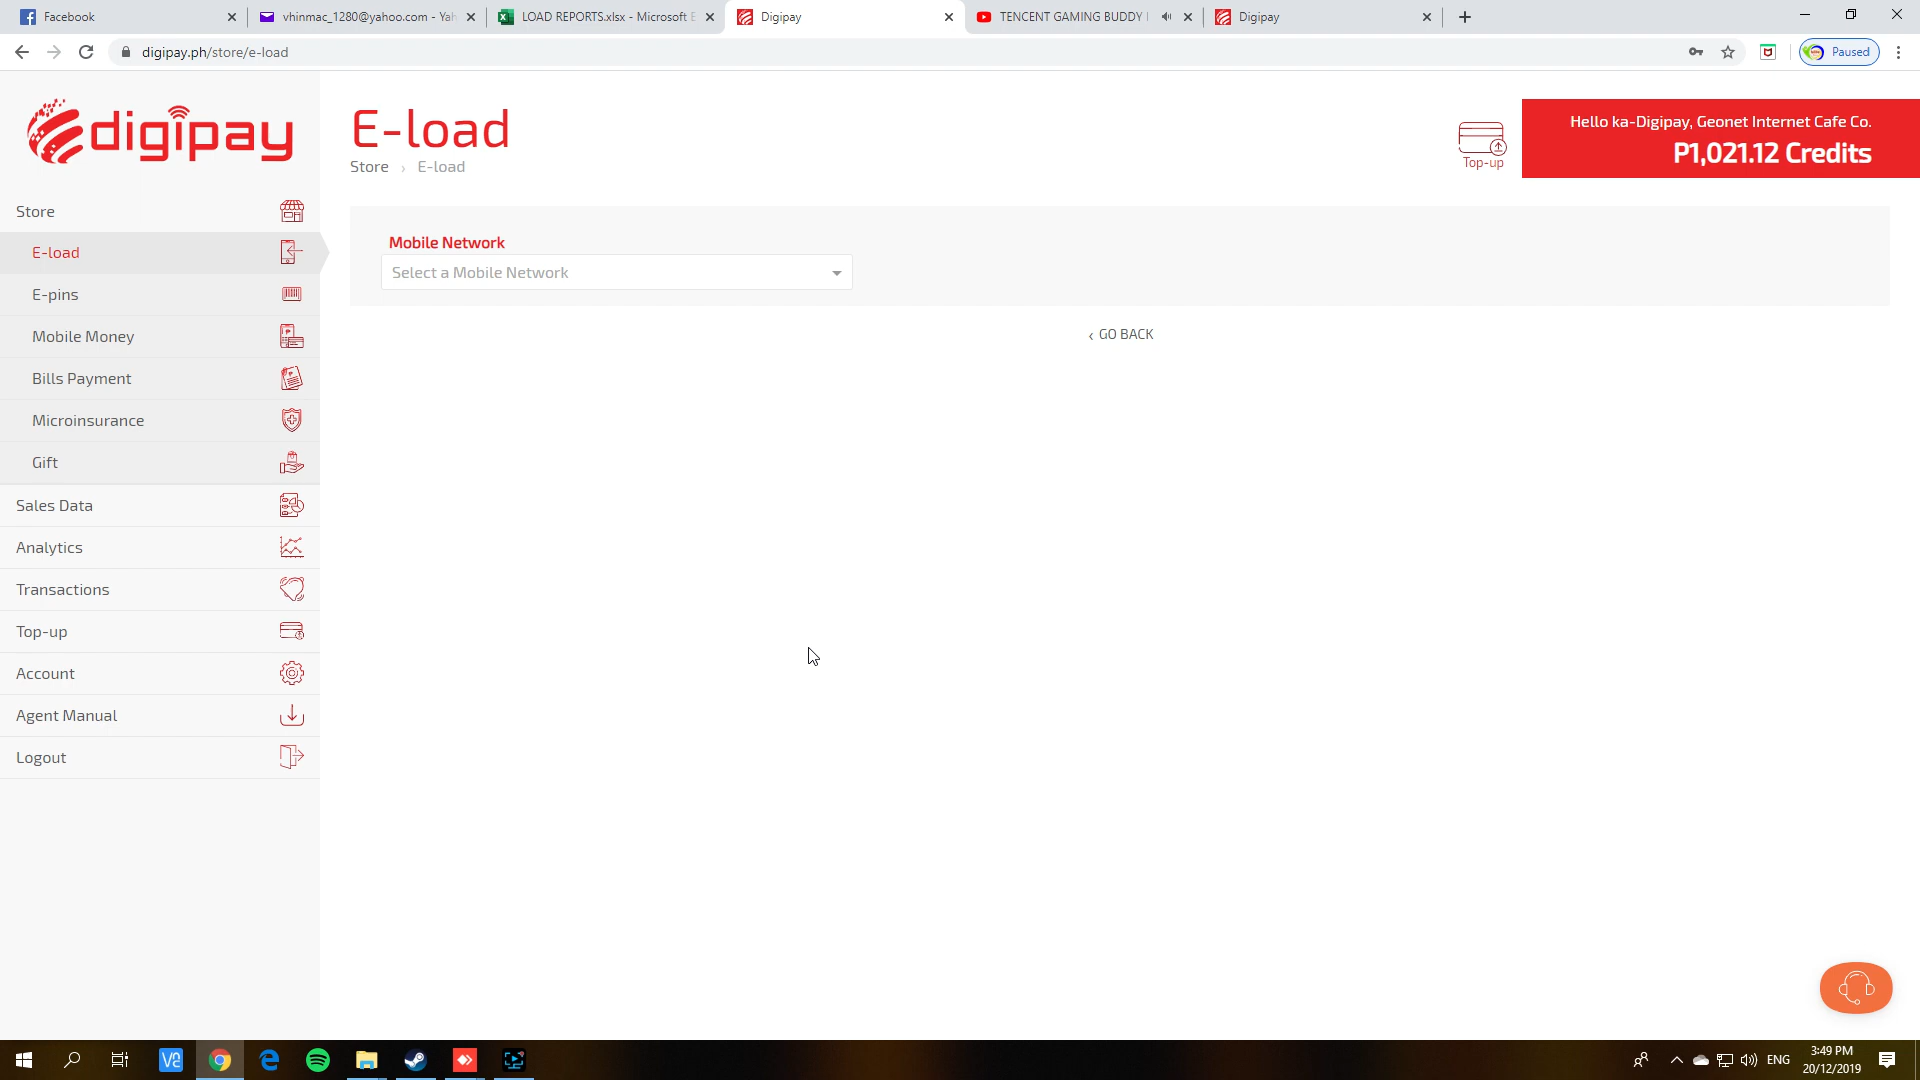 Facebook
vhinmac_1280@yahoo.com - Yah
LOAD REPORTS.xlsx - Microsoft E
Digipay
TENCENT GAMING BUDDY
Digipay
digipay.ph/store/e-load
Paused
digipay
E-load
Store › E-load
Top-up
Hello ka-Digipay, Geonet Internet Cafe Co.
P1,021.12 Credits
Store
E-load
E-pins
Mobile Money
Bills Payment
Microinsurance
Gift
Sales Data
Analytics
Transactions
Top-up
Account
Agent Manual
Logout
Mobile Network
Select a Mobile Network
‹ GO BACK
ENG
3:49 PM
20/12/2019